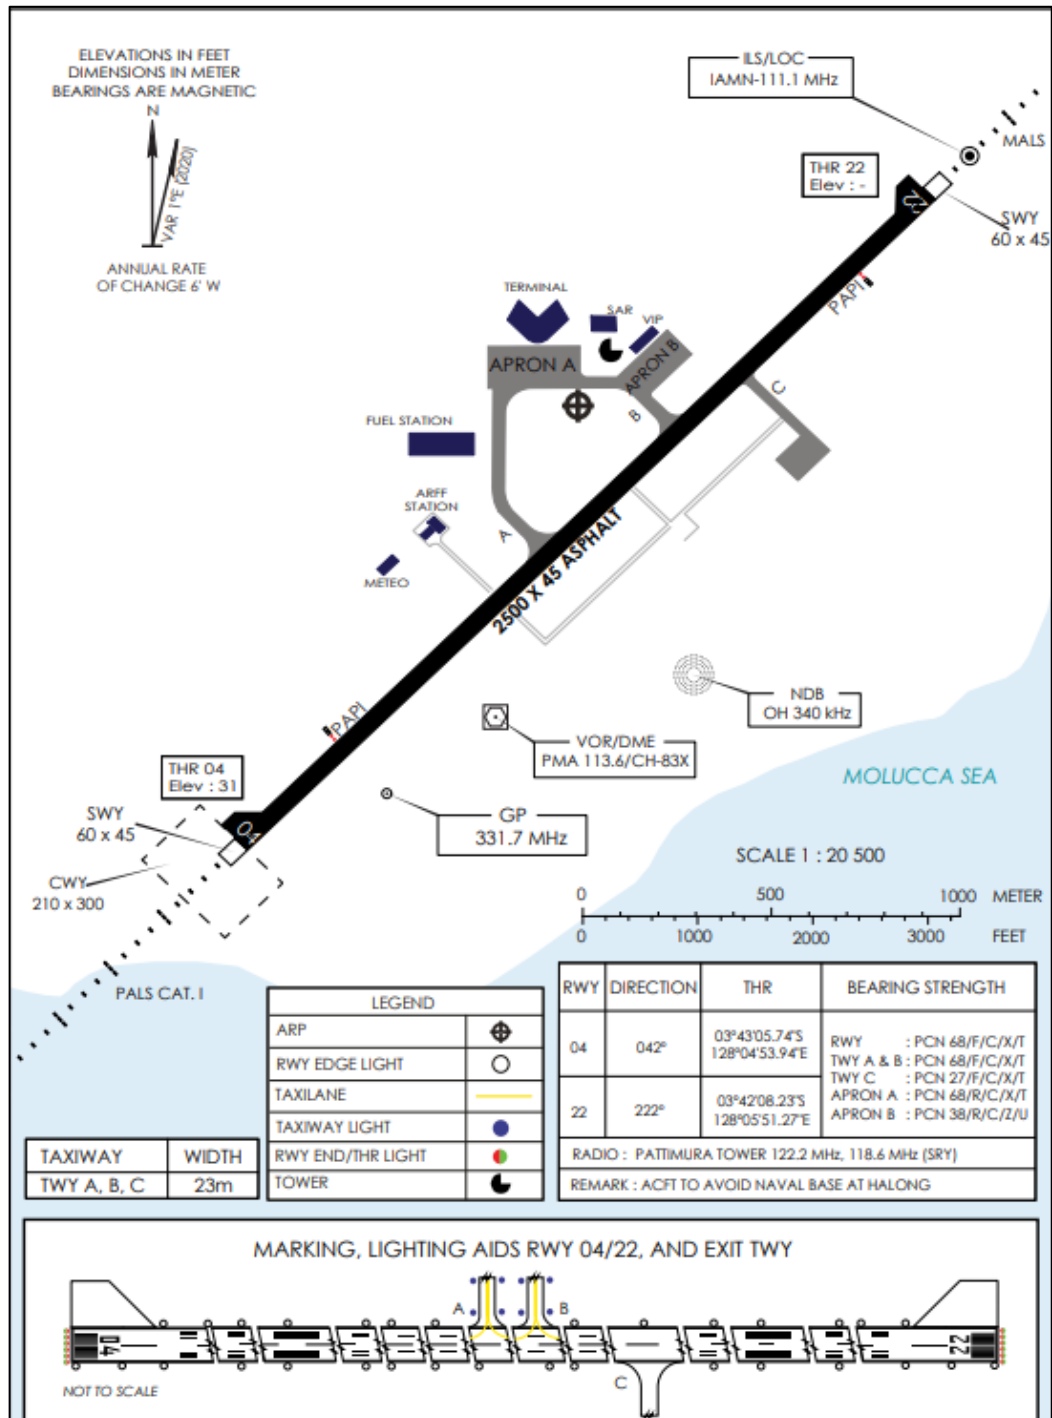 ELEVATIONS IN FEET
DIMENSIONS IN METER
BEARINGS ARE MAGNETIC
N
VAR 1°E (2020)
ANNUAL RATE
OF CHANGE 6' W
ILS/LOC
IAMN-111.1 MHz
MALS
THR 22
Elev : -
22
SWY
60 x 45
PAPI
TERMINAL
SAR
VIP
APRON A
APRON B
B
C
FUEL STATION
ARFF
STATION
A
METEO
2500 X 45 ASPHALT
NDB
OH 340 kHz
PAPI
VOR/DME
PMA 113.6/CH-83X
MOLUCCA SEA
THR 04
Elev : 31
GP
331.7 MHz
SWY
60 x 45
04
CWY
210 x 300
PALS CAT. I
SCALE 1 : 20 500
0 500 1000 METER
0 1000 2000 3000 FEET
LEGEND
ARP
RWY EDGE LIGHT
TAXILANE
TAXIWAY LIGHT
RWY END/THR LIGHT
TOWER
TAXIWAY WIDTH
TWY A, B, C 23m
RWY DIRECTION THR BEARING STRENGTH
04 042° 03°43'05.74"S
128°04'53.94"E
22 222° 03°42'08.23"S
128°05'51.27"E
RWY : PCN 68/F/C/X/T
TWY A & B : PCN 68/F/C/X/T
TWY C : PCN 27/F/C/X/T
APRON A : PCN 68/R/C/X/T
APRON B : PCN 38/R/C/Z/U
RADIO : PATTIMURA TOWER 122.2 MHz, 118.6 MHz (SRY)
REMARK : ACFT TO AVOID NAVAL BASE AT HALONG
MARKING, LIGHTING AIDS RWY 04/22, AND EXIT TWY
A
B
04
22
C
NOT TO SCALE